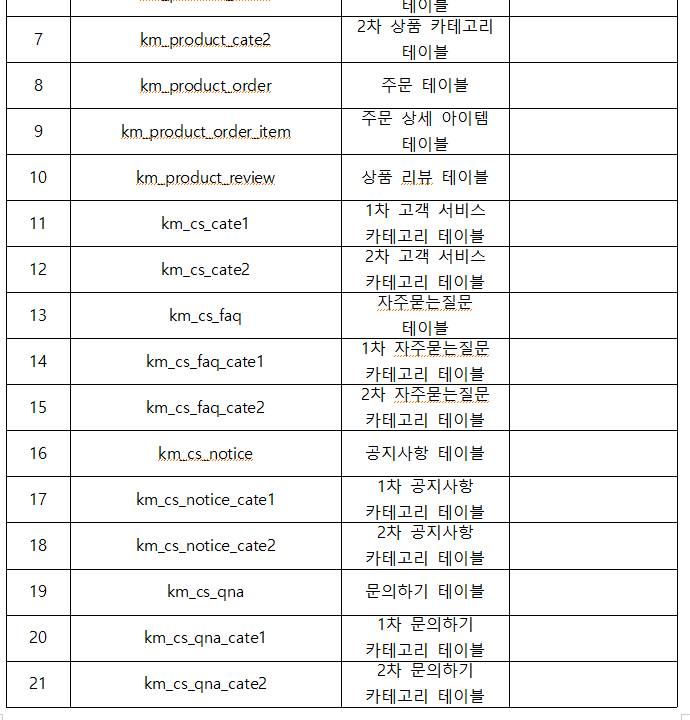 테이블
7 km_product_cate2 2차 상품 카테고리
테이블
8 km_product_order 주문 테이블
9 km_product_order_item 주문 상세 아이템
테이블
10 km_product_review 상품 리뷰 테이블
11 km_cs_cate1 1차 고객 서비스
카테고리 테이블
12 km_cs_cate2 2차 고객 서비스
카테고리 테이블
13 km_cs_faq 자주묻는질문
테이블
14 km_cs_faq_cate1 1차 자주묻는질문
카테고리 테이블
15 km_cs_faq_cate2 2차 자주묻는질문
카테고리 테이블
16 km_cs_notice 공지사항 테이블
17 km_cs_notice_cate1 1차 공지사항
카테고리 테이블
18 km_cs_notice_cate2 2차 공지사항
카테고리 테이블
19 km_cs_qna 문의하기 테이블
20 km_cs_qna_cate1 1차 문의하기
카테고리 테이블
21 km_cs_qna_cate2 2차 문의하기
카테고리 테이블